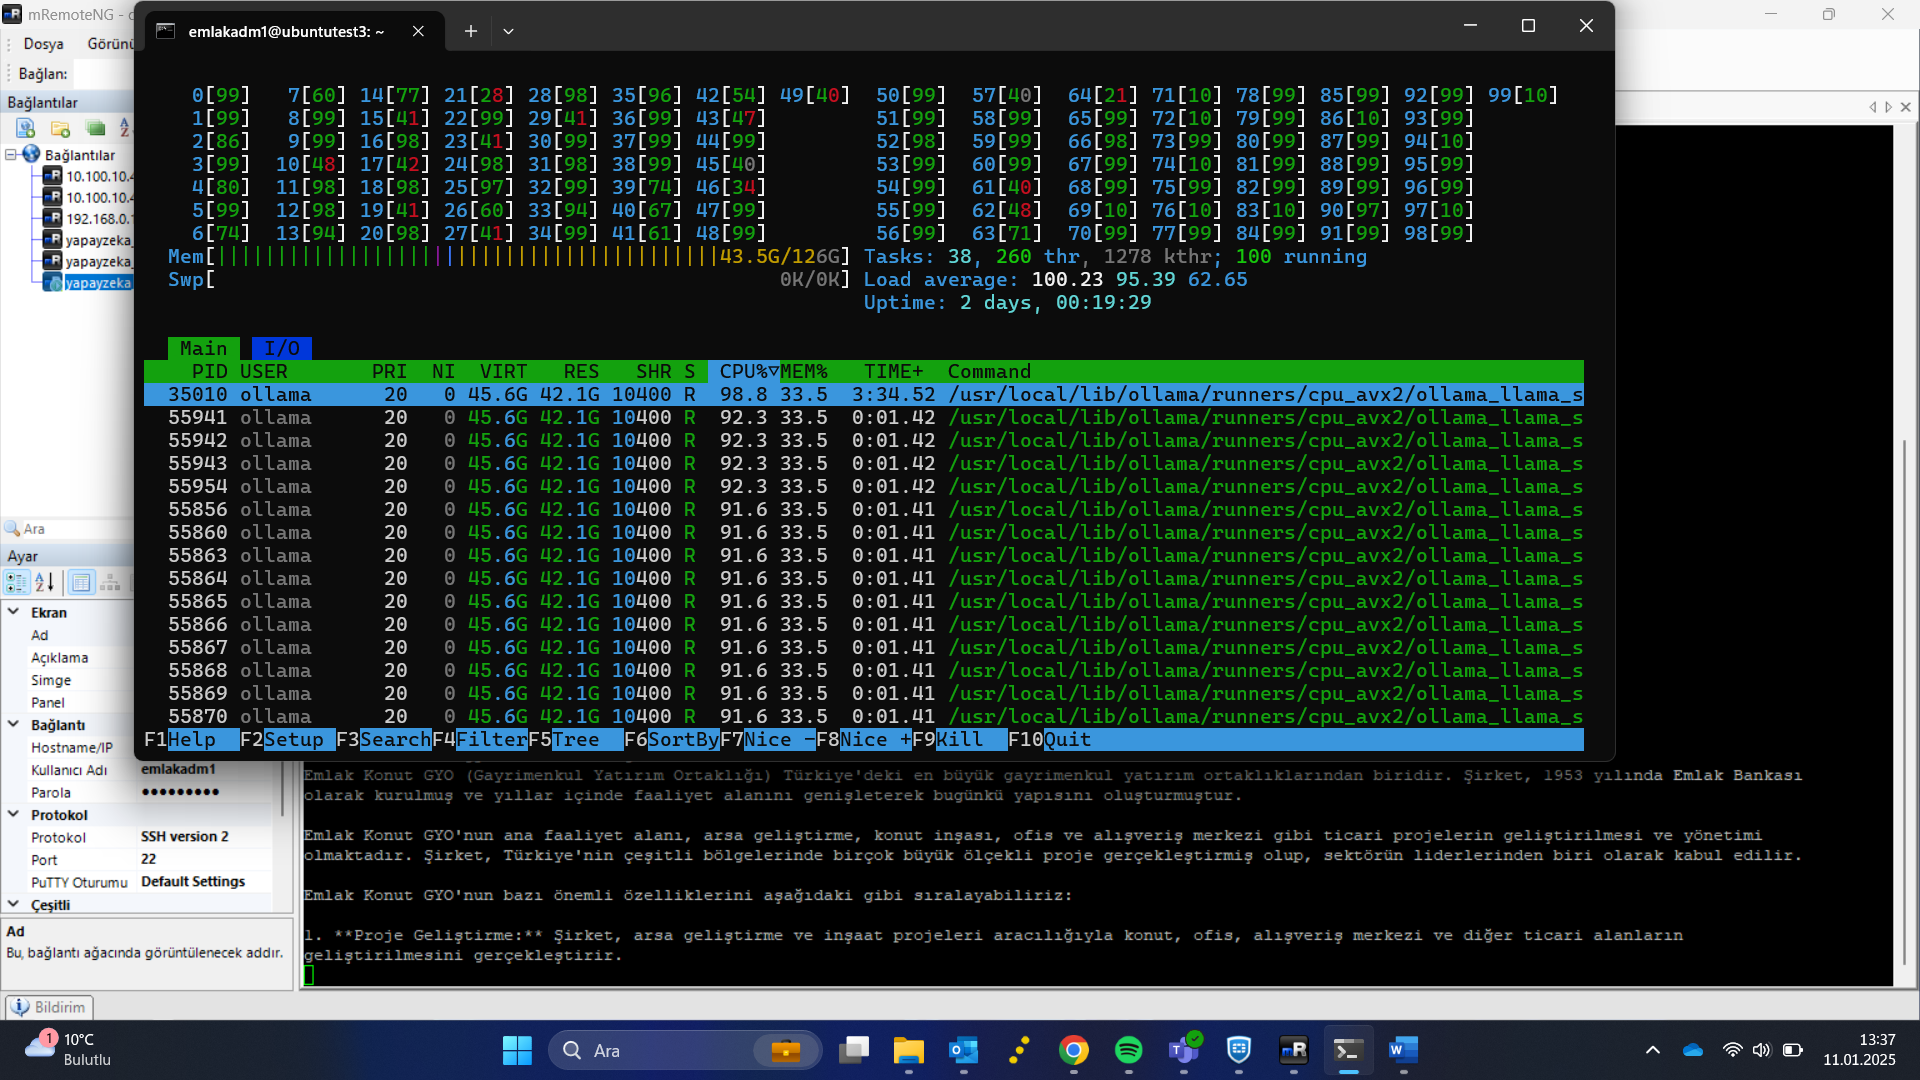 mRemoteNG - c
emlakadm1@ubuntutest3: ~
Dosya
Bağlan:
Bağlantılar
Bağlantılar
10.100.10.4
10.100.10.4
192.168.0.1
yapayzeka_
yapayzeka_
yapayzeka
Ara
Ayar
Ekran
Ad
Açıklama
Simge
Panel
Bağlantı
Hostname/IP
Kullanıcı Adı emlakadm1
Parola ●●●●●●●●●
Protokol
Protokol SSH version 2
Port 22
PuTTY Oturumu Default Settings
Çeşitli
Ad
Bu, bağlantı ağacında görüntülenecek addır.
Bildirim
0[99] 7[60] 14[77] 21[28] 28[98] 35[96] 42[54] 49[40] 50[99] 57[40] 64[21] 71[10] 78[99] 85[99] 92[99] 99[10]
1[99] 8[99] 15[41] 22[99] 29[41] 36[99] 43[47] 51[99] 58[99] 65[99] 72[10] 79[99] 86[10] 93[99]
2[86] 9[99] 16[98] 23[41] 30[99] 37[99] 44[99] 52[98] 59[99] 66[98] 73[99] 80[99] 87[99] 94[10]
3[99] 10[48] 17[42] 24[98] 31[98] 38[99] 45[40] 53[99] 60[99] 67[99] 74[10] 81[99] 88[99] 95[99]
4[80] 11[98] 18[98] 25[97] 32[99] 39[74] 46[34] 54[99] 61[40] 68[99] 75[99] 82[99] 89[99] 96[99]
5[99] 12[98] 19[41] 26[60] 33[94] 40[67] 47[99] 55[99] 62[48] 69[10] 76[10] 83[10] 90[97] 97[10]
6[74] 13[94] 20[98] 27[41] 34[99] 41[61] 48[99] 56[99] 63[71] 70[99] 77[99] 84[99] 91[99] 98[99]
Mem[||||||||||||||||||||||||||||||||||||||||||43.5G/126G] Tasks: 38, 260 thr, 1278 kthr; 100 running
Swp[ 0K/0K] Load average: 100.23 95.39 62.65
Uptime: 2 days, 00:19:29
Main I/O
PID USER PRI NI VIRT RES SHR S CPU%▽MEM% TIME+ Command
35010 ollama 20 0 45.6G 42.1G 10400 R 98.8 33.5 3:34.52 /usr/local/lib/ollama/runners/cpu_avx2/ollama_llama_s
55941 ollama 20 0 45.6G 42.1G 10400 R 92.3 33.5 0:01.42 /usr/local/lib/ollama/runners/cpu_avx2/ollama_llama_s
55942 ollama 20 0 45.6G 42.1G 10400 R 92.3 33.5 0:01.42 /usr/local/lib/ollama/runners/cpu_avx2/ollama_llama_s
55943 ollama 20 0 45.6G 42.1G 10400 R 92.3 33.5 0:01.42 /usr/local/lib/ollama/runners/cpu_avx2/ollama_llama_s
55954 ollama 20 0 45.6G 42.1G 10400 R 92.3 33.5 0:01.42 /usr/local/lib/ollama/runners/cpu_avx2/ollama_llama_s
55856 ollama 20 0 45.6G 42.1G 10400 R 91.6 33.5 0:01.41 /usr/local/lib/ollama/runners/cpu_avx2/ollama_llama_s
55860 ollama 20 0 45.6G 42.1G 10400 R 91.6 33.5 0:01.41 /usr/local/lib/ollama/runners/cpu_avx2/ollama_llama_s
55863 ollama 20 0 45.6G 42.1G 10400 R 91.6 33.5 0:01.41 /usr/local/lib/ollama/runners/cpu_avx2/ollama_llama_s
55864 ollama 20 0 45.6G 42.1G 10400 R 91.6 33.5 0:01.41 /usr/local/lib/ollama/runners/cpu_avx2/ollama_llama_s
55865 ollama 20 0 45.6G 42.1G 10400 R 91.6 33.5 0:01.41 /usr/local/lib/ollama/runners/cpu_avx2/ollama_llama_s
55866 ollama 20 0 45.6G 42.1G 10400 R 91.6 33.5 0:01.41 /usr/local/lib/ollama/runners/cpu_avx2/ollama_llama_s
55867 ollama 20 0 45.6G 42.1G 10400 R 91.6 33.5 0:01.41 /usr/local/lib/ollama/runners/cpu_avx2/ollama_llama_s
55868 ollama 20 0 45.6G 42.1G 10400 R 91.6 33.5 0:01.41 /usr/local/lib/ollama/runners/cpu_avx2/ollama_llama_s
55869 ollama 20 0 45.6G 42.1G 10400 R 91.6 33.5 0:01.41 /usr/local/lib/ollama/runners/cpu_avx2/ollama_llama_s
55870 ollama 20 0 45.6G 42.1G 10400 R 91.6 33.5 0:01.41 /usr/local/lib/ollama/runners/cpu_avx2/ollama_llama_s
F1Help F2Setup F3SearchF4FilterF5Tree F6SortByF7Nice -F8Nice +F9Kill F10Quit
Emlak Konut GYO (Gayrimenkul Yatırım Ortaklığı) Türkiye'deki en büyük gayrimenkul yatırım ortaklıklarından biridir. Şirket, 1953 yılında Emlak Bankası
olarak kurulmuş ve yıllar içinde faaliyet alanını genişleterek bugünkü yapısını oluşturmuştur.
Emlak Konut GYO'nun ana faaliyet alanı, arsa geliştirme, konut inşası, ofis ve alışveriş merkezi gibi ticari projelerin geliştirilmesi ve yönetimi
olmaktadır. Şirket, Türkiye'nin çeşitli bölgelerinde birçok büyük ölçekli proje gerçekleştirmiş olup, sektörün liderlerinden biri olarak kabul edilir.
Emlak Konut GYO'nun bazı önemli özelliklerini aşağıdaki gibi sıralayabiliriz:
1. **Proje Geliştirme:** Şirket, arsa geliştirme ve inşaat projeleri aracılığıyla konut, ofis, alışveriş merkezi ve diğer ticari alanların
geliştirilmesini gerçekleştirir.
1
10°C
Bulutlu
Ara
13:37
11.01.2025